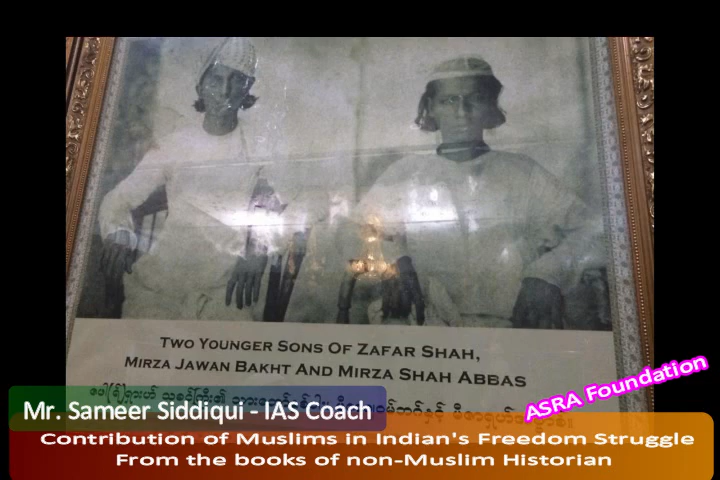 TWO YOUNGER SONS OF ZAFAR SHAH,
MIRZA JAWAN BAKHT AND MIRZA SHAH ABBAS
ASRA Foundation
Mr. Sameer Siddiqui - IAS Coach
Contribution of Muslims in Indian's Freedom Struggle
From the books of non-Muslim Historian